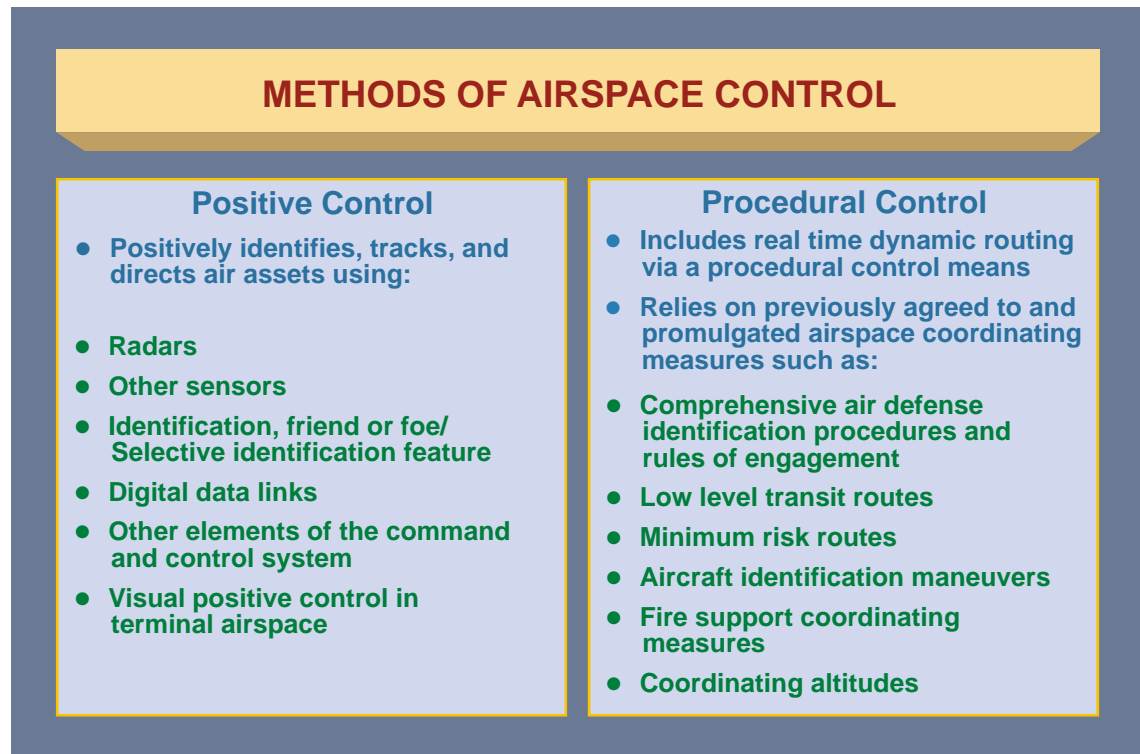 METHODS OF AIRSPACE CONTROL
Positive Control
● Positively identifies, tracks, and
directs air assets using:
● Radars
● Other sensors
● Identification, friend or foe/
Selective identification feature
● Digital data links
● Other elements of the command
and control system
● Visual positive control in
terminal airspace
Procedural Control
● Includes real time dynamic routing
via a procedural control means
● Relies on previously agreed to and
promulgated airspace coordinating
measures such as:
● Comprehensive air defense
identification procedures and
rules of engagement
● Low level transit routes
● Minimum risk routes
● Aircraft identification maneuvers
● Fire support coordinating
measures
● Coordinating altitudes